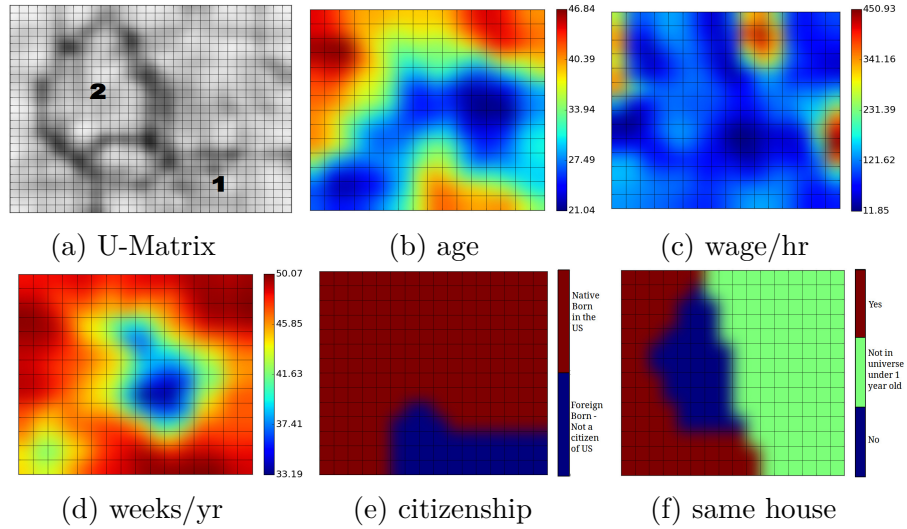 2
1
(a) U-Matrix
46.84
40.39
33.94
27.49
21.04
(b) age
450.93
341.16
231.39
121.62
11.85
(c) wage/hr
50.07
45.85
41.63
37.41
33.19
(d) weeks/yr
Native
Born
in the
US
Foreign
Born -
Not a
citizen
of US
(e) citizenship
Yes
Not in
universe
under 1
year old
No
(f) same house